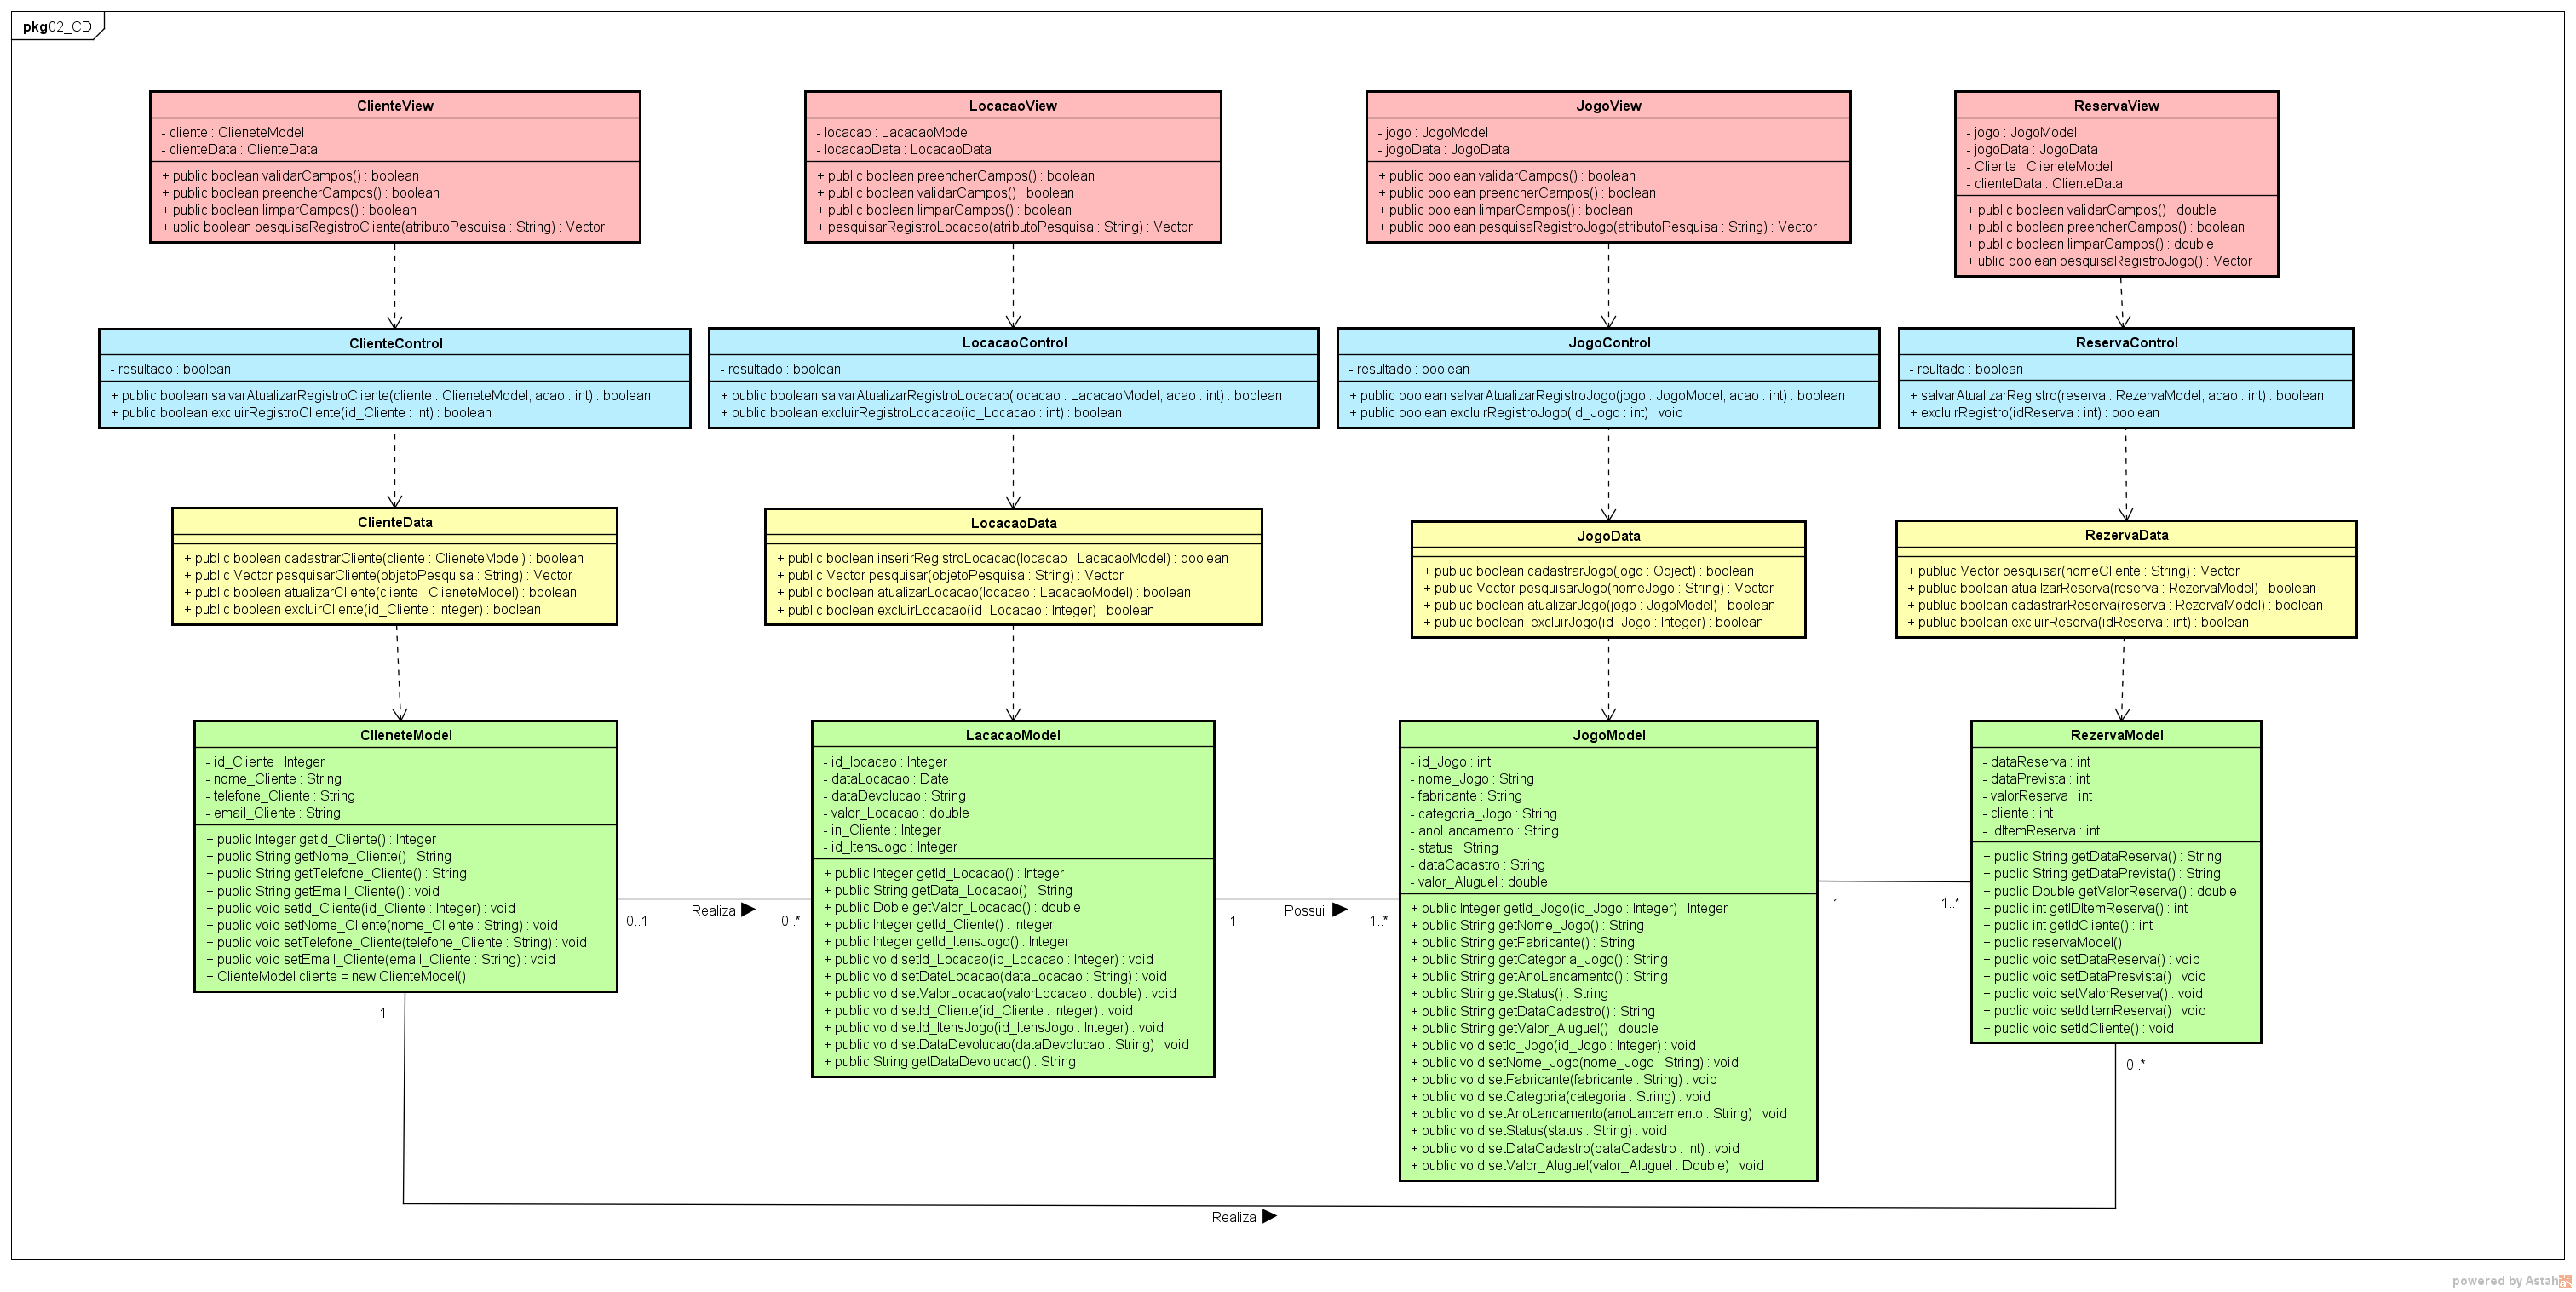 pkg 02_CD
ClienteView
- cliente : ClieneteModel
- clienteData : ClienteData
+ public boolean validarCampos() : boolean
+ public boolean preencherCampos() : boolean
+ public boolean limparCampos() : boolean
+ ublic boolean pesquisaRegistroCliente(atributoPesquisa : String) : Vector
LocacaoView
- locacao : LacacaoModel
- locacaoData : LocacaoData
+ public boolean preencherCampos() : boolean
+ public boolean validarCampos() : boolean
+ public boolean limparCampos() : boolean
+ pesquisarRegistroLocacao(atributoPesquisa : String) : Vector
JogoView
- jogo : JogoModel
- jogoData : JogoData
+ public boolean validarCampos() : boolean
+ public boolean preencherCampos() : boolean
+ public boolean limparCampos() : boolean
+ public boolean pesquisaRegistroJogo(atributoPesquisa : String) : Vector
ReservaView
- jogo : JogoModel
- jogoData : JogoData
- Cliente : ClieneteModel
- clienteData : ClienteData
+ public boolean validarCampos() : double
+ public boolean preencherCampos() : boolean
+ public boolean limparCampos() : double
+ ublic boolean pesquisaRegistroJogo() : Vector
ClienteControl
- resultado : boolean
+ public boolean salvarAtualizarRegistroCliente(cliente : ClieneteModel, acao : int) : boolean
+ public boolean excluirRegistroCliente(id_Cliente : int) : boolean
LocacaoControl
- resultado : boolean
+ public boolean salvarAtualizarRegistroLocacao(locacao : LacacaoModel, acao : int) : boolean
+ public boolean excluirRegistroLocacao(id_Locacao : int) : boolean
JogoControl
- resultado : boolean
+ public boolean salvarAtualizarRegistroJogo(jogo : JogoModel, acao : int) : boolean
+ public boolean excluirRegistroJogo(id_Jogo : int) : void
ReservaControl
- reultado : boolean
+ salvarAtualizarRegistro(reserva : RezervaModel, acao : int) : boolean
+ excluirRegistro(idReserva : int) : boolean
ClienteData
+ public boolean cadastrarCliente(cliente : ClieneteModel) : boolean
+ public Vector pesquisarCliente(objetoPesquisa : String) : Vector
+ public boolean atualizarCliente(cliente : ClieneteModel) : boolean
+ public boolean excluirCliente(id_Cliente : Integer) : boolean
LocacaoData
+ public boolean inserirRegistroLocacao(locacao : LacacaoModel) : boolean
+ public Vector pesquisar(objetoPesquisa : String) : Vector
+ public boolean atualizarLocacao(locacao : LacacaoModel) : boolean
+ public boolean excluirLocacao(id_Locacao : Integer) : boolean
JogoData
+ publuc boolean cadastrarJogo(jogo : Object) : boolean
+ publuc Vector pesquisarJogo(nomeJogo : String) : Vector
+ publuc boolean atualizarJogo(jogo : JogoModel) : boolean
+ publuc boolean  excluirJogo(id_Jogo : Integer) : boolean
RezervaData
+ publuc Vector pesquisar(nomeCliente : String) : Vector
+ publuc boolean atuailzarReserva(reserva : RezervaModel) : boolean
+ publuc boolean cadastrarReserva(reserva : RezervaModel) : boolean
+ publuc boolean excluirReserva(idReserva : int) : boolean
ClieneteModel
- id_Cliente : Integer
- nome_Cliente : String
- telefone_Cliente : String
- email_Cliente : String
+ public Integer getId_Cliente() : Integer
+ public String getNome_Cliente() : String
+ public String getTelefone_Cliente() : String
+ public String getEmail_Cliente() : void
+ public void setId_Cliente(id_Cliente : Integer) : void
+ public void setNome_Cliente(nome_Cliente : String) : void
+ public void setTelefone_Cliente(telefone_Cliente : String) : void
+ public void setEmail_Cliente(email_Cliente : String) : void
+ ClienteModel cliente = new ClienteModel()
LacacaoModel
- id_locacao : Integer
- dataLocacao : Date
- dataDevolucao : String
- valor_Locacao : double
- in_Cliente : Integer
- id_ItensJogo : Integer
+ public Integer getId_Locacao() : Integer
+ public String getData_Locacao() : String
+ public Doble getValor_Locacao() : double
+ public Integer getId_Cliente() : Integer
+ public Integer getId_ItensJogo() : Integer
+ public void setId_Locacao(id_Locacao : Integer) : void
+ public void setDateLocacao(dataLocacao : String) : void
+ public void setValorLocacao(valorLocacao : double) : void
+ public void setId_Cliente(id_Cliente : Integer) : void
+ public void setId_ItensJogo(id_ItensJogo : Integer) : void
+ public void setDataDevolucao(dataDevolucao : String) : void
+ public String getDataDevolucao() : String
JogoModel
- id_Jogo : int
- nome_Jogo : String
- fabricante : String
- categoria_Jogo : String
- anoLancamento : String
- status : String
- dataCadastro : String
- valor_Aluguel : double
+ public Integer getId_Jogo(id_Jogo : Integer) : Integer
+ public String getNome_Jogo() : String
+ public String getFabricante() : String
+ public String getCategoria_Jogo() : String
+ public String getAnoLancamento() : String
+ public String getStatus() : String
+ public String getDataCadastro() : String
+ public String getValor_Aluguel() : double
+ public void setId_Jogo(id_Jogo : Integer) : void
+ public void setNome_Jogo(nome_Jogo : String) : void
+ public void setFabricante(fabricante : String) : void
+ public void setCategoria(categoria : String) : void
+ public void setAnoLancamento(anoLancamento : String) : void
+ public void setStatus(status : String) : void
+ public void setDataCadastro(dataCadastro : int) : void
+ public void setValor_Aluguel(valor_Aluguel : Double) : void
RezervaModel
- dataReserva : int
- dataPrevista : int
- valorReserva : int
- cliente : int
- idItemReserva : int
+ public String getDataReserva() : String
+ public String getDataPrevista() : String
+ public Double getValorReserva() : double
+ public int getIDItemReserva() : int
+ public int getIdCliente() : int
+ public reservaModel()
+ public void setDataReserva() : void
+ public void setDataPresvista() : void
+ public void setValorReserva() : void
+ public void setIdItemReserva() : void
+ public void setIdCliente() : void
0..1
Realiza
0..*
1
Possui
1..*
1
1..*
1
0..*
Realiza
powered by Astah